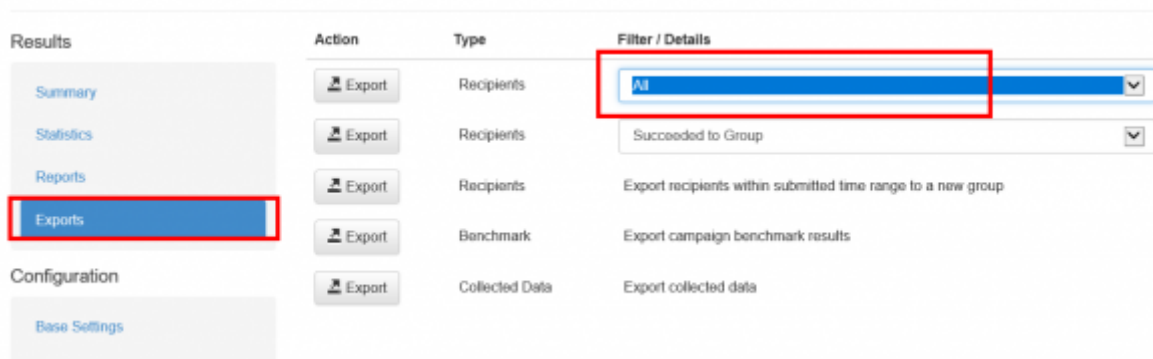 Results
Summary
Statistics
Reports
Exports
Configuration
Base Settings
Action Type Filter / Details
Export Recipients All
Export Recipients Succeeded to Group
Export Recipients Export recipients within submitted time range to a new group
Export Benchmark Export campaign benchmark results
Export Collected Data Export collected data